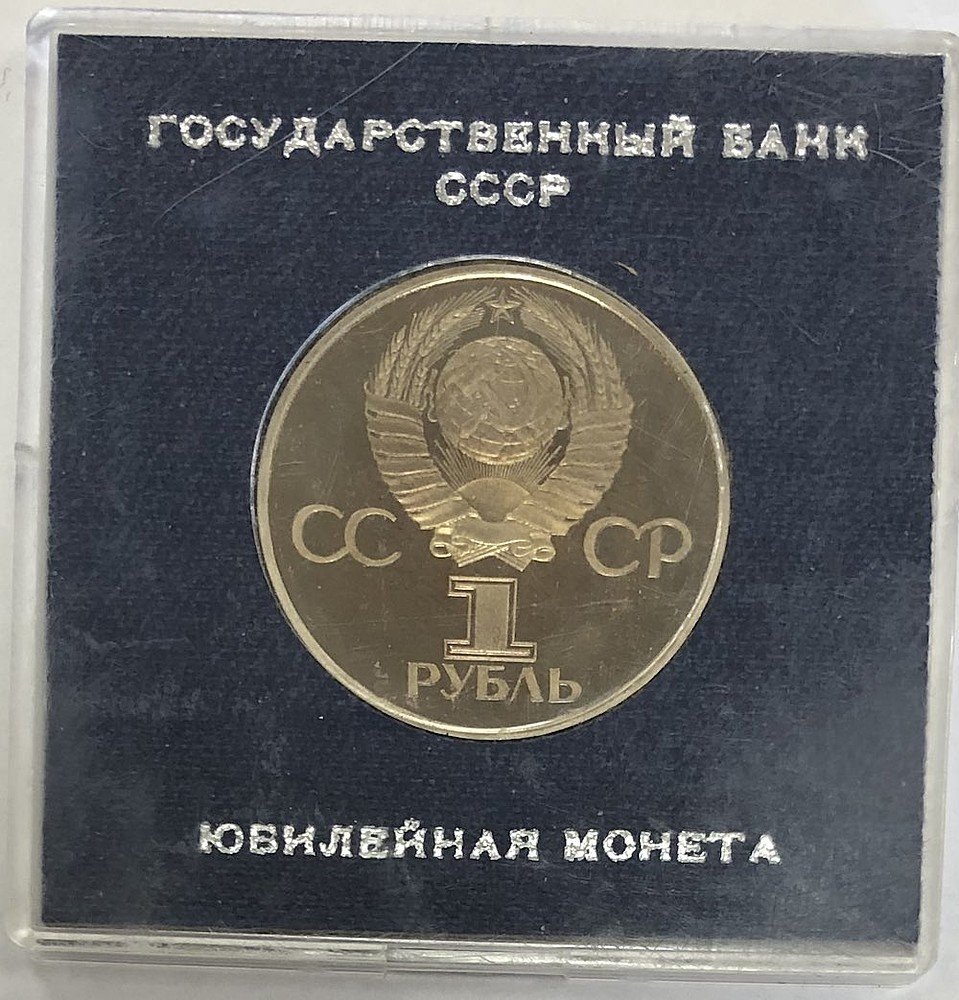 ГОСУДАРСТВЕННЫЙ БАНК
СССР
СС СР
1
РУБЛЬ
ЮБИЛЕЙНАЯ МОНЕТА